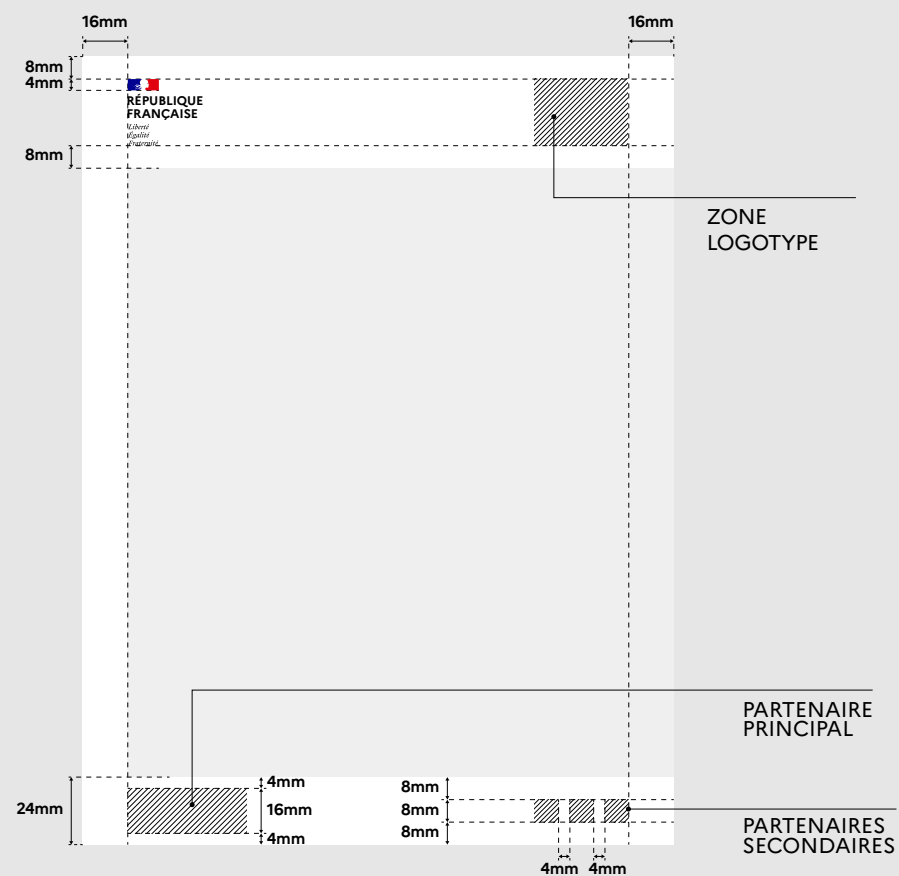 16mm
16mm
8mm
4mm
RÉPUBLIQUE
FRANÇAISE
Liberté
Égalité
Fraternité
8mm
ZONE
LOGOTYPE
PARTENAIRE
PRINCIPAL
4mm
8mm
24mm
16mm
8mm
4mm
8mm
PARTENAIRES
SECONDAIRES
4mm
4mm